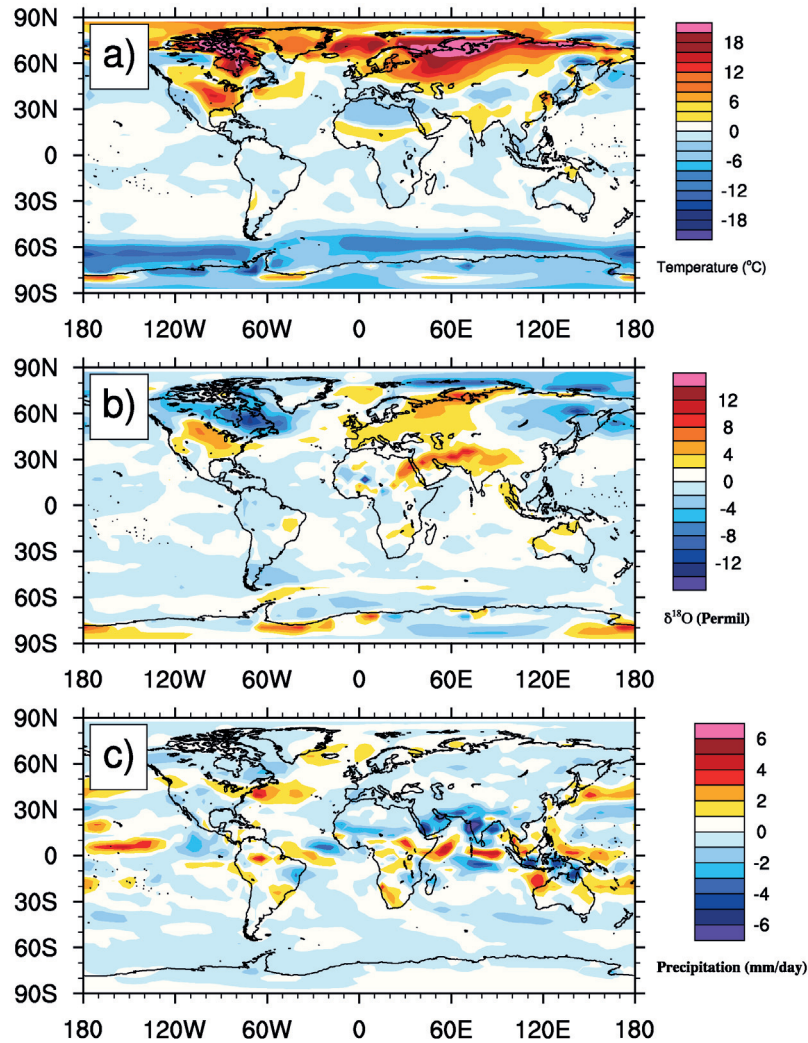 a)
90N
60N
30N
0
30S
60S
90S
180 120W 60W 0 60E 120E 180
18
12
6
0
-6
-12
-18
Temperature (°C)
b)
90N
60N
30N
0
30S
60S
90S
180 120W 60W 0 60E 120E 180
12
8
4
0
-4
-8
-12
δ¹⁸O (Permil)
c)
90N
60N
30N
0
30S
60S
90S
180 120W 60W 0 60E 120E 180
6
4
2
0
-2
-4
-6
Precipitation (mm/day)